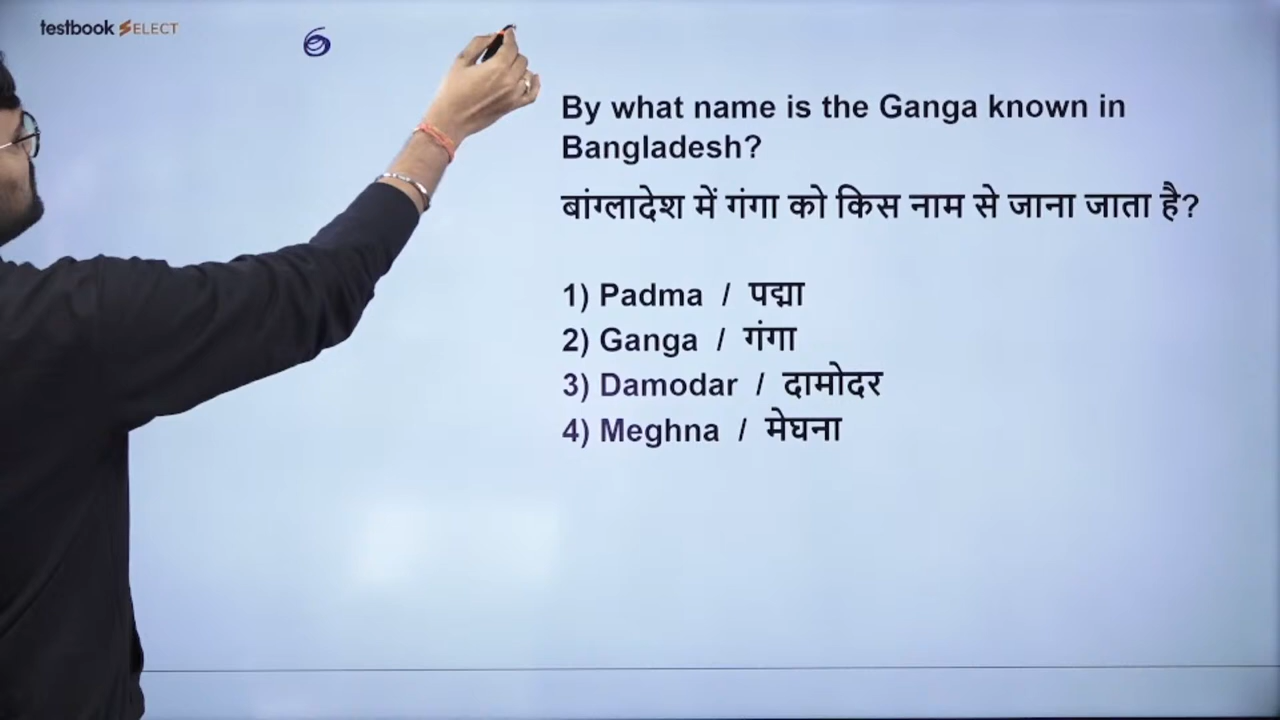 testbook SELECT
6
By what name is the Ganga known in
Bangladesh?
बांग्लादेश में गंगा को किस नाम से जाना जाता है?
1) Padma / पद्मा
2) Ganga / गंगा
3) Damodar / दामोदर
4) Meghna / मेघना